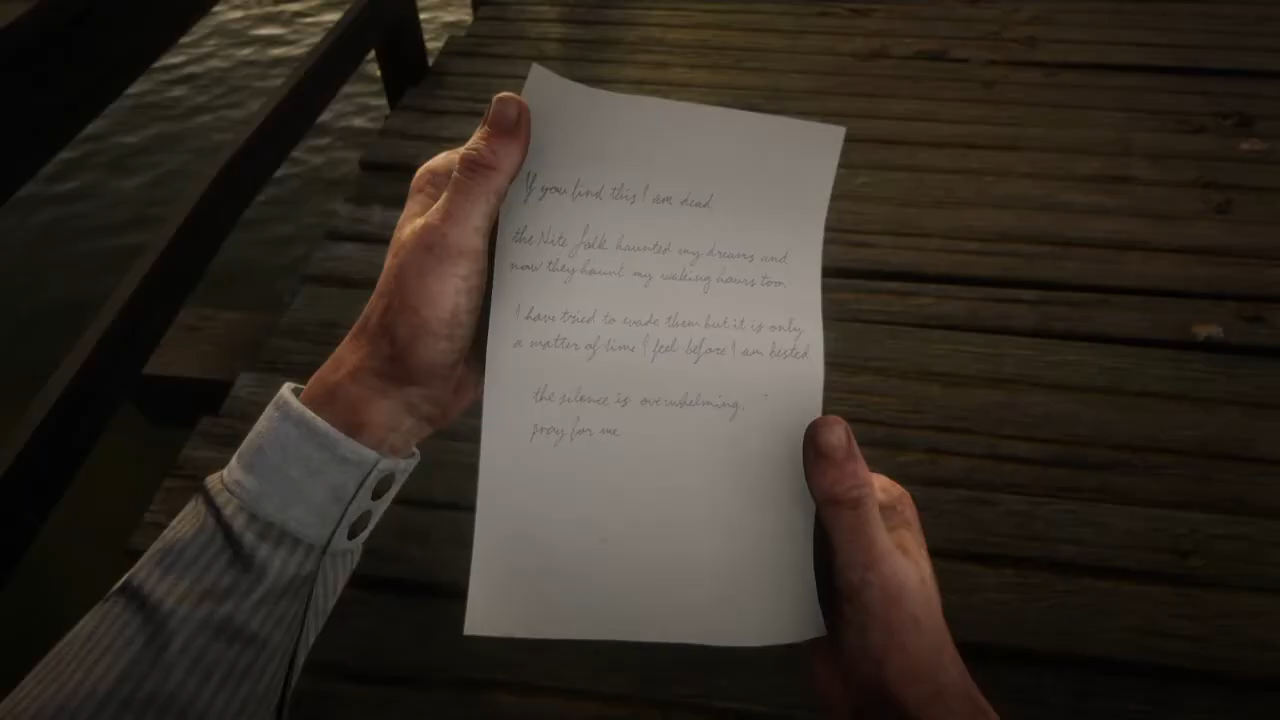 If you find this I am dead
the Nite folk haunted my dreams and
now they haunt my waking hours too.
I have tried to evade them but it is only
a matter of time I feel before I am bested
the silence is overwhelming.
pray for me